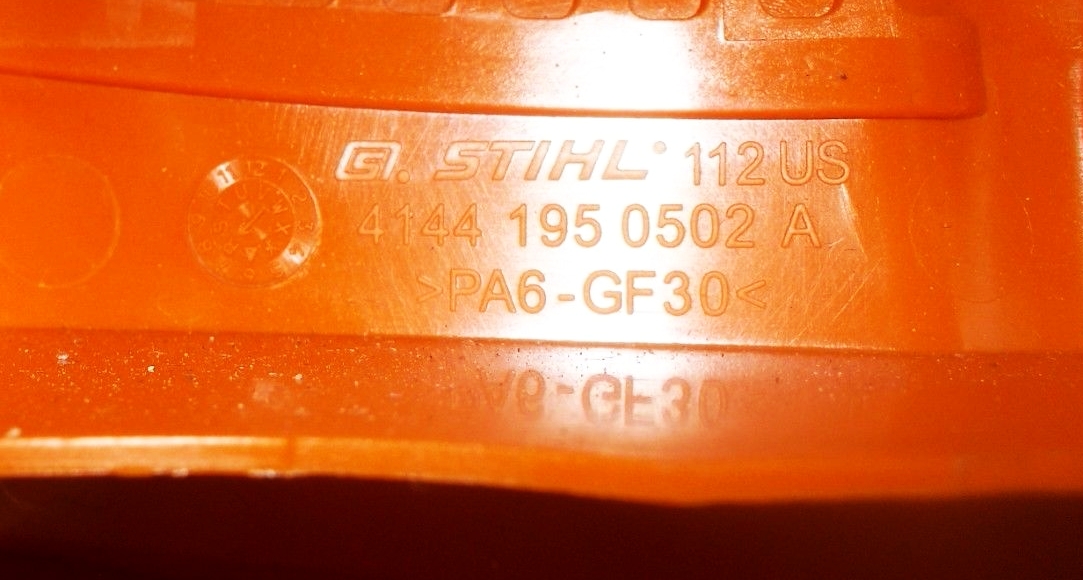 G. STIHL® 112 US
4144 195 0502 A
>PA6-GF30<